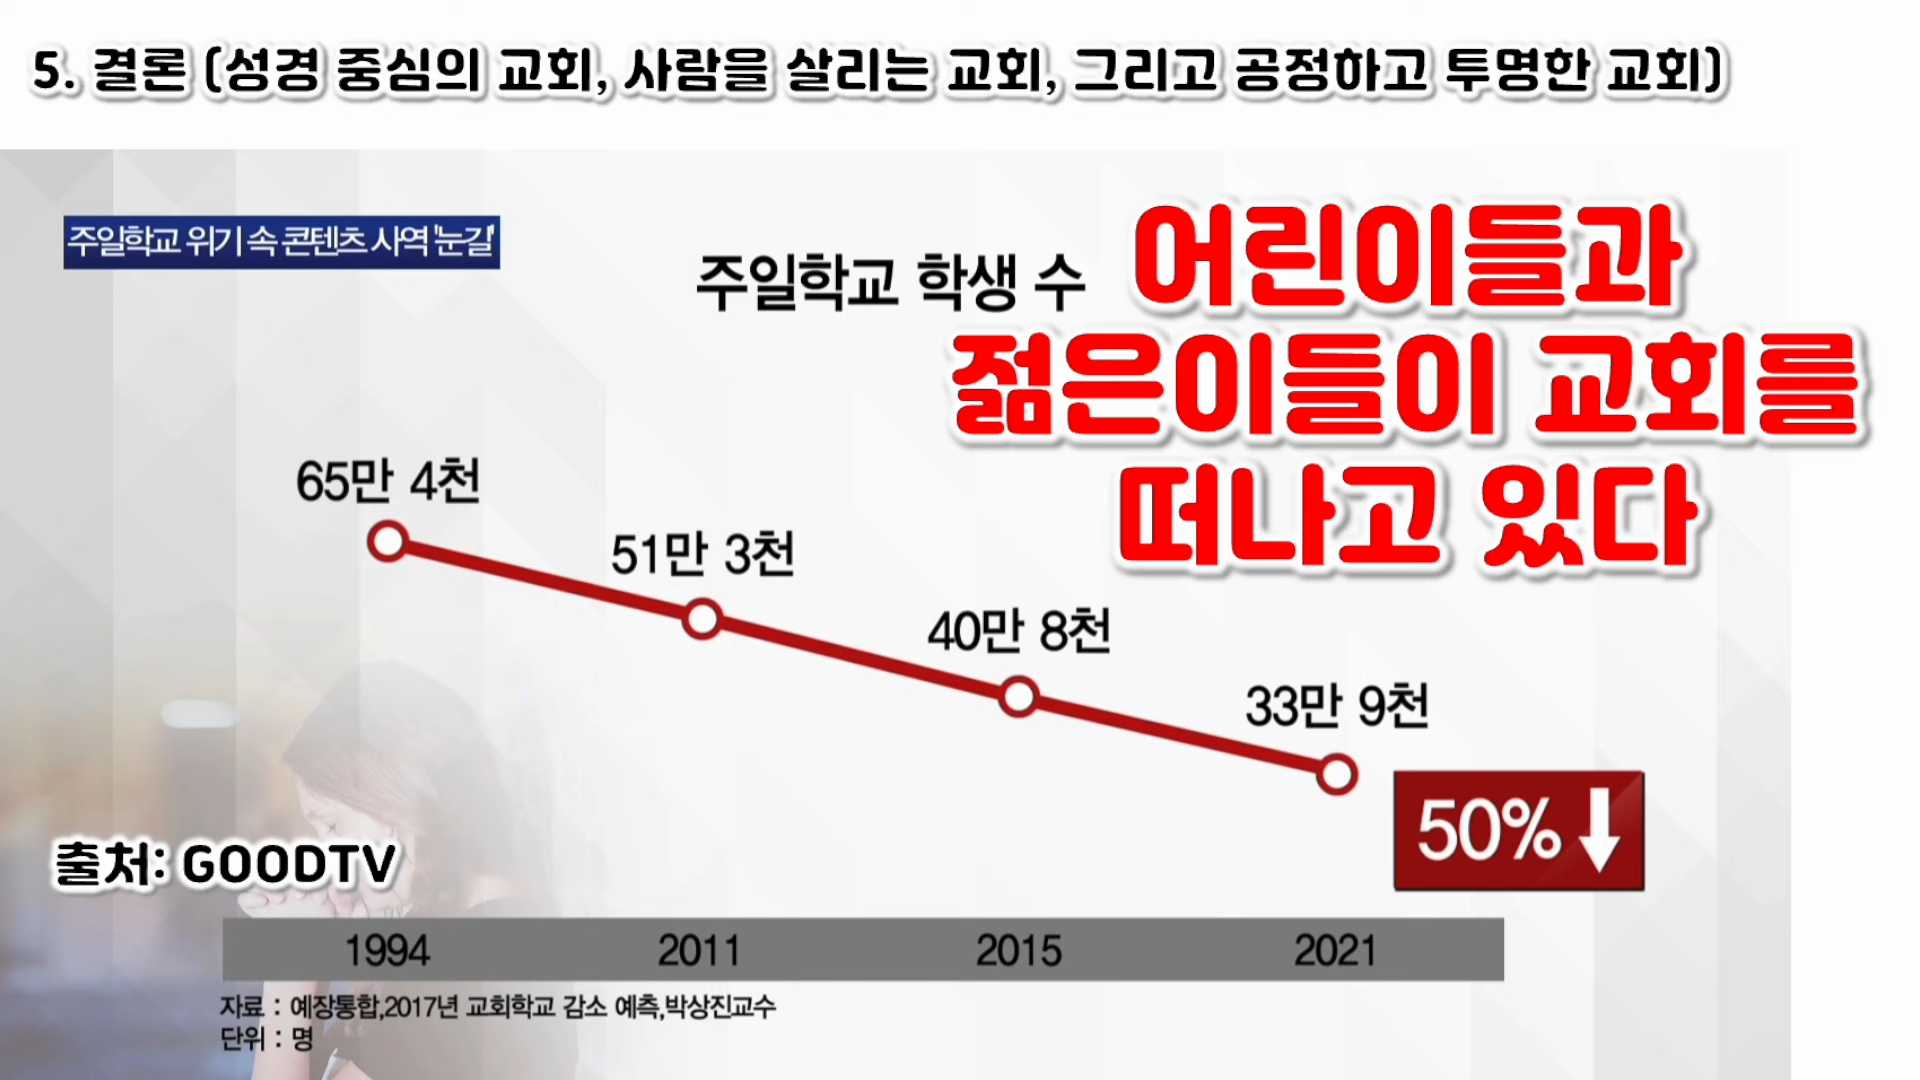 5. 결론 (성경 중심의 교회, 사람을 살리는 교회, 그리고 공정하고 투명한 교회)
주일학교 위기 속 콘텐츠 사역 '눈길'
주일학교 학생 수
어린이들과
젊은이들이 교회를
떠나고 있다
65만 4천
51만 3천
40만 8천
33만 9천
50%
출처: GOODTV
1994
2011
2015
2021
자료 : 예장통합,2017년 교회학교 감소 예측,박상진교수
단위 : 명